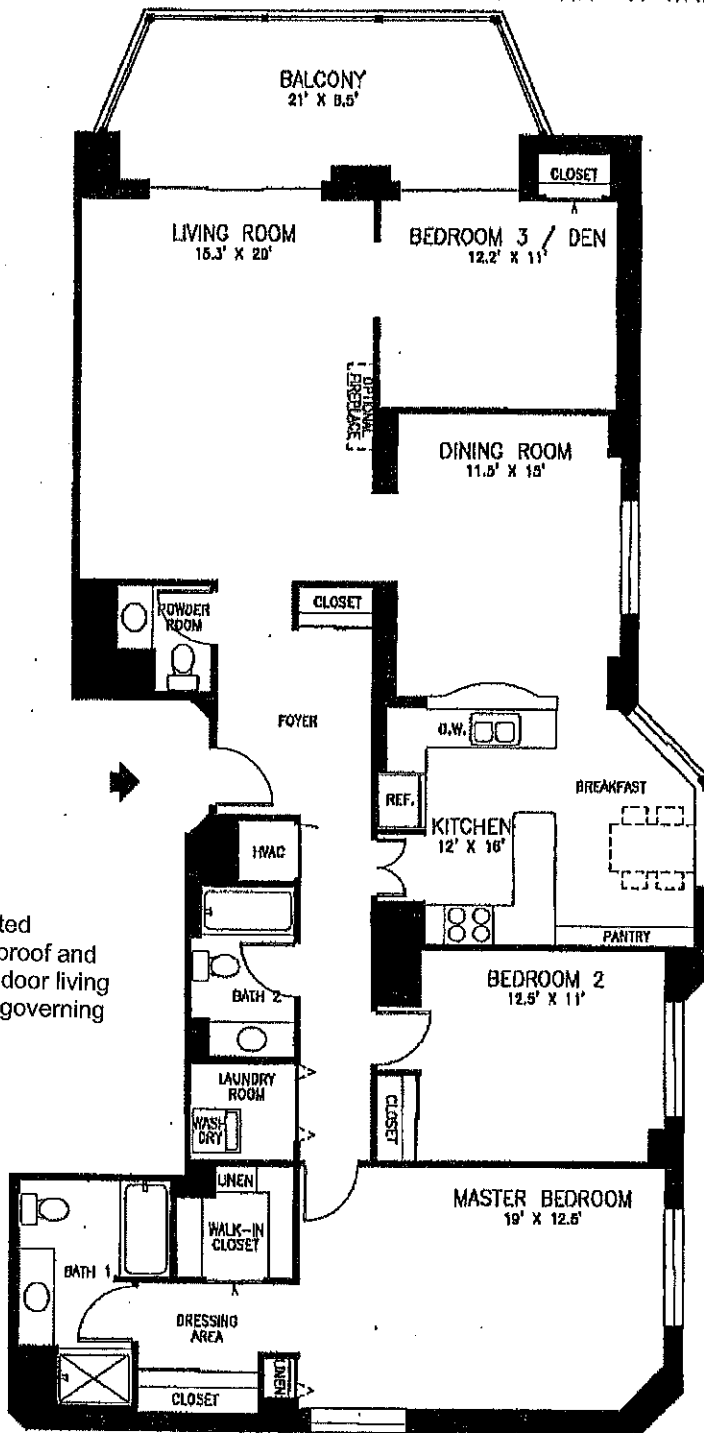 BALCONY
21' X 8.5'
CLOSET
LIVING ROOM
15.3' X 20'
BEDROOM 3 / DEN
12.2' X 11'
OPTIONAL
FIREPLACE
DINING ROOM
11.5' X 15'
POWDER
ROOM
CLOSET
FOYER
D.W.
REF.
BREAKFAST
KITCHEN
12' X 16'
HVAC
PANTRY
ted
proof and
door living
governing
BATH 2
BEDROOM 2
12.5' X 11'
LAUNDRY
ROOM
WASH
DRY
CLOSET
LINEN
WALK-IN
CLOSET
MASTER BEDROOM
19' X 12.5'
BATH 1
DRESSING
AREA
LINEN
CLOSET